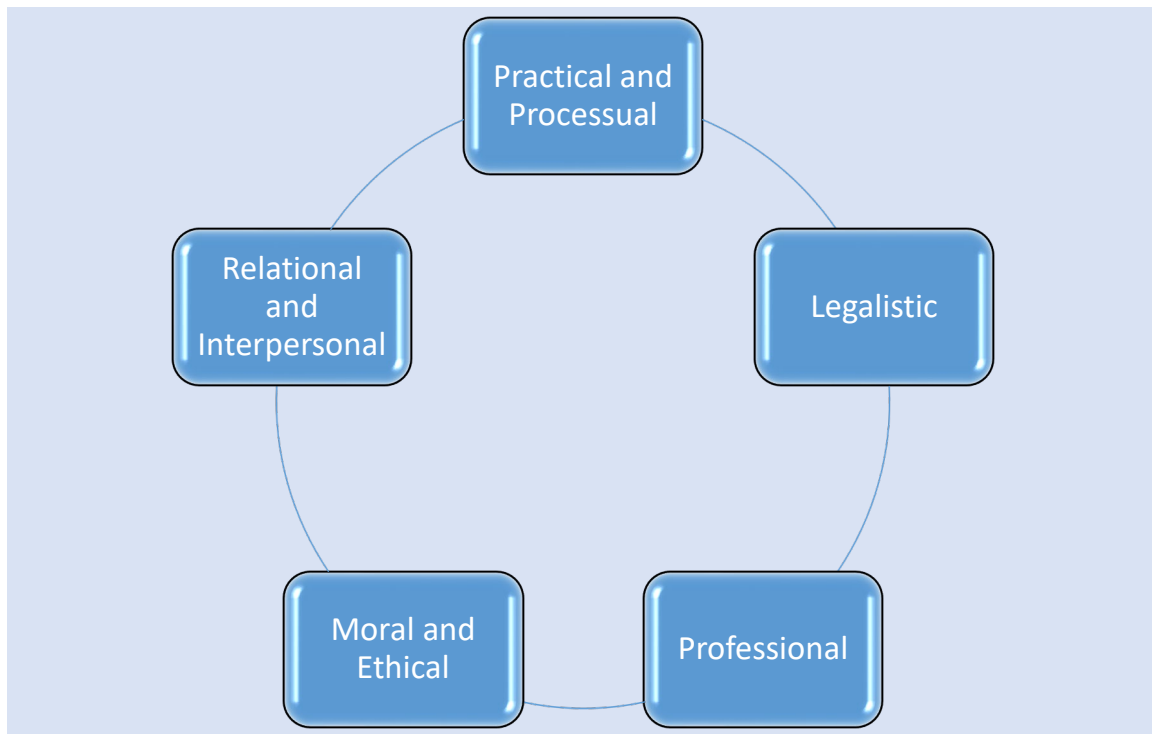 Practical and
Processual
Legalistic
Professional
Moral and
Ethical
Relational
and
Interpersonal